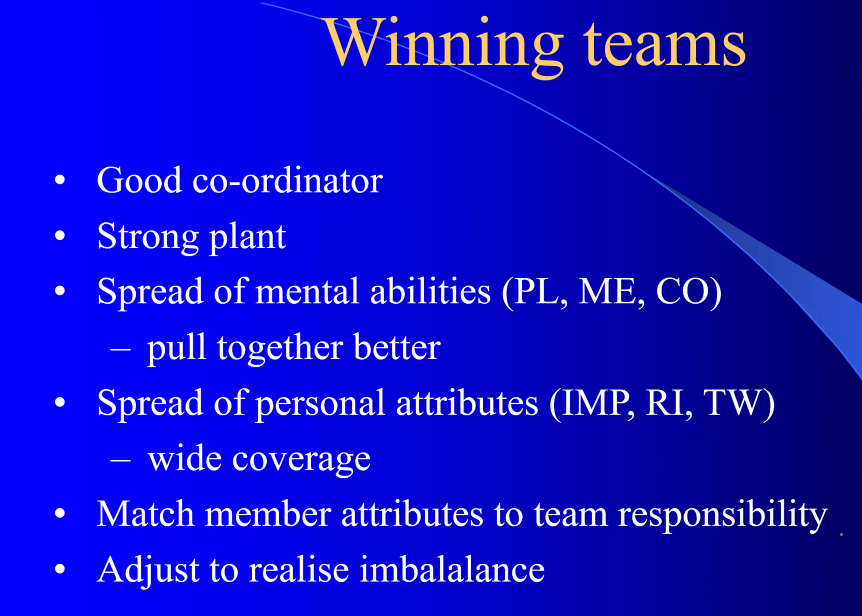 Winning teams
• Good co-ordinator
• Strong plant
• Spread of mental abilities (PL, ME, CO)
– pull together better
• Spread of personal attributes (IMP, RI, TW)
– wide coverage
• Match member attributes to team responsibility
• Adjust to realise imbalalance